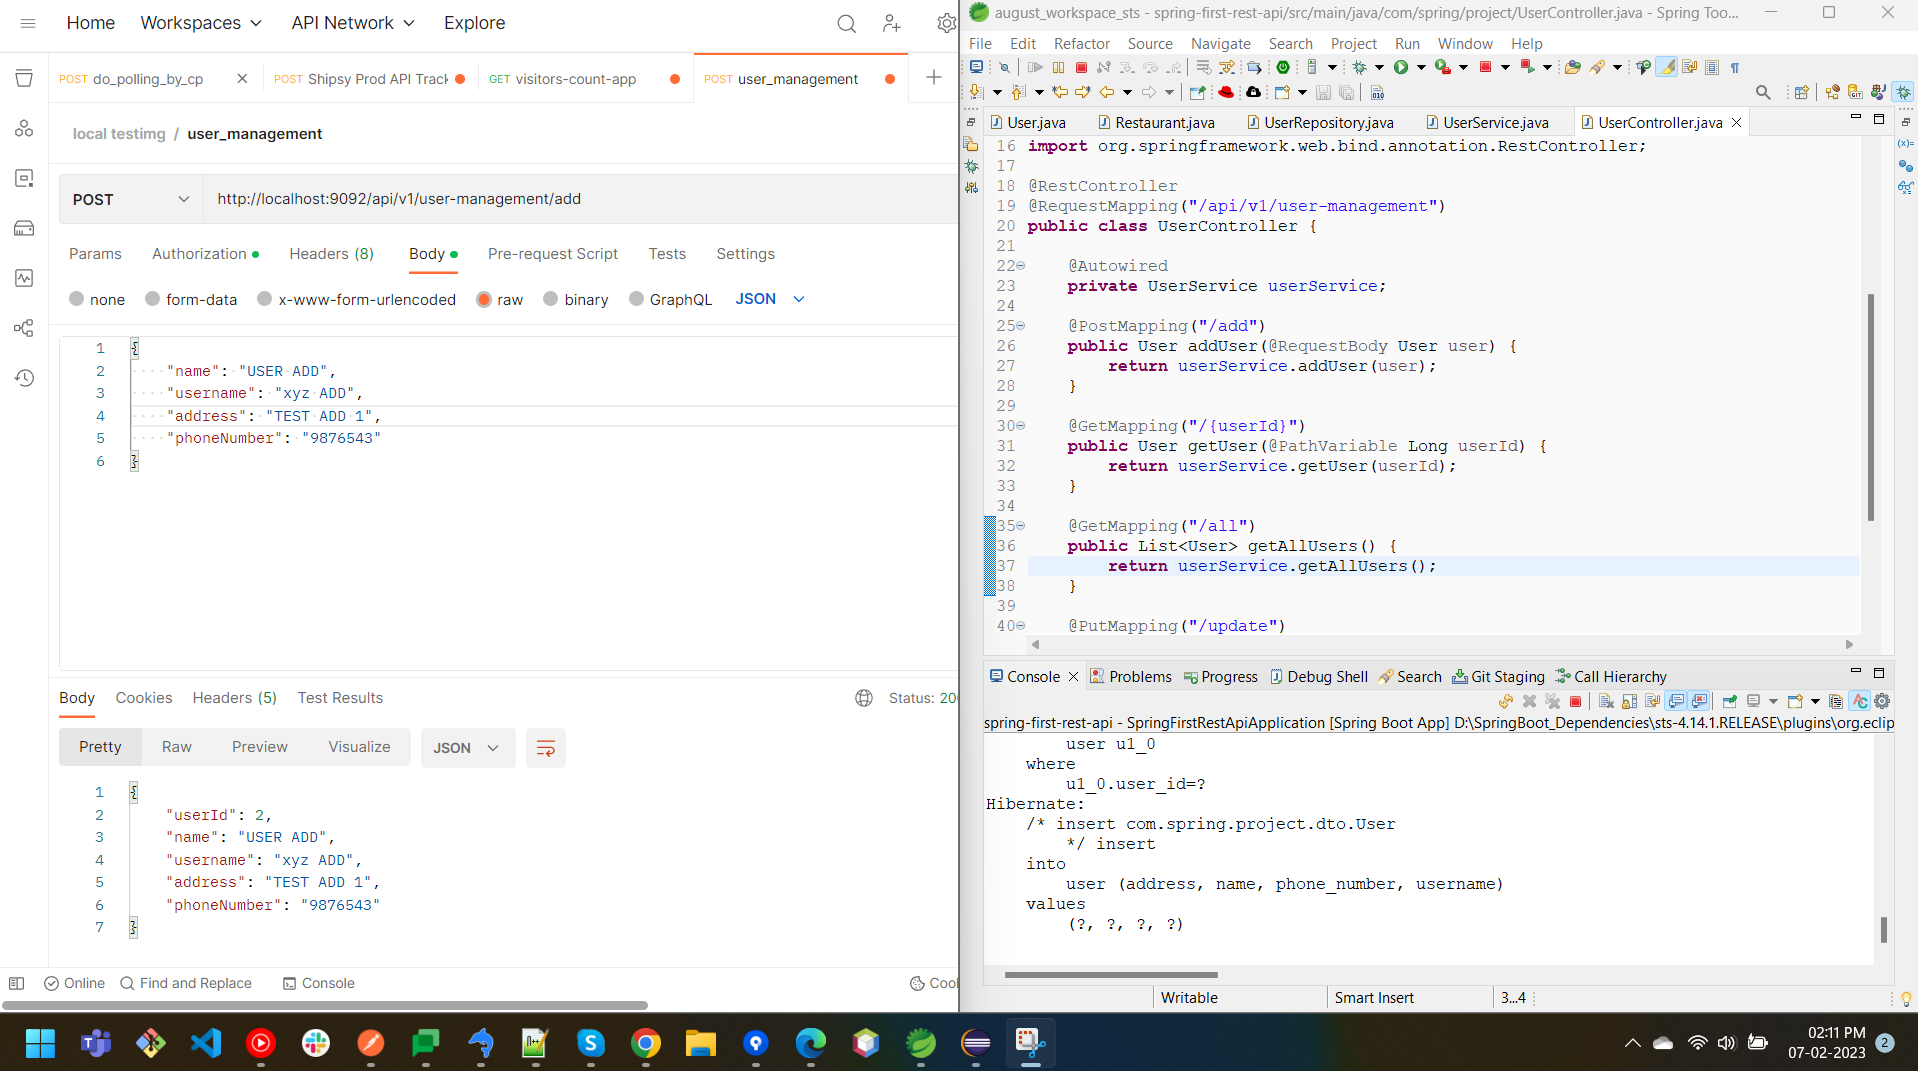 Home Workspaces API Network Explore
POST do_polling_by_cp
POST Shipsy Prod API Track
GET visitors-count-app
POST user_management
local testimg / user_management
POST http://localhost:9092/api/v1/user-management/add
Params Authorization Headers (8) Body Pre-request Script Tests Settings
none form-data x-www-form-urlencoded raw binary GraphQL JSON
1 {
2 "name": "USER ADD",
3 "username": "xyz ADD",
4 "address": "TEST ADD 1",
5 "phoneNumber": "9876543"
6 }
Body Cookies Headers (5) Test Results Status: 20
Pretty Raw Preview Visualize JSON
1 {
2 "userId": 2,
3 "name": "USER ADD",
4 "username": "xyz ADD",
5 "address": "TEST ADD 1",
6 "phoneNumber": "9876543"
7 }
Online Find and Replace Console
august_workspace_sts - spring-first-rest-api/src/main/java/com/spring/project/UserController.java - Spring Too...
File Edit Refactor Source Navigate Search Project Run Window Help
User.java Restaurant.java UserRepository.java UserService.java UserController.java
16 import org.springframework.web.bind.annotation.RestController;
17
18 @RestController
19 @RequestMapping("/api/v1/user-management")
20 public class UserController {
21
22 @Autowired
23 private UserService userService;
24
25 @PostMapping("/add")
26 public User addUser(@RequestBody User user) {
27 return userService.addUser(user);
28 }
29
30 @GetMapping("/{userId}")
31 public User getUser(@PathVariable Long userId) {
32 return userService.getUser(userId);
33 }
34
35 @GetMapping("/all")
36 public List<User> getAllUsers() {
37 return userService.getAllUsers();
38 }
39
40 @PutMapping("/update")
Console Problems Progress Debug Shell Search Git Staging Call Hierarchy
spring-first-rest-api - SpringFirstRestApiApplication [Spring Boot App] D:\SpringBoot_Dependencies\sts-4.14.1.RELEASE\plugins\org.eclip
user u1_0
where
u1_0.user_id=?
Hibernate:
/* insert com.spring.project.dto.User
*/ insert
into
user (address, name, phone_number, username)
values
(?, ?, ?, ?)
Writable Smart Insert 3...4
02:11 PM
07-02-2023
2